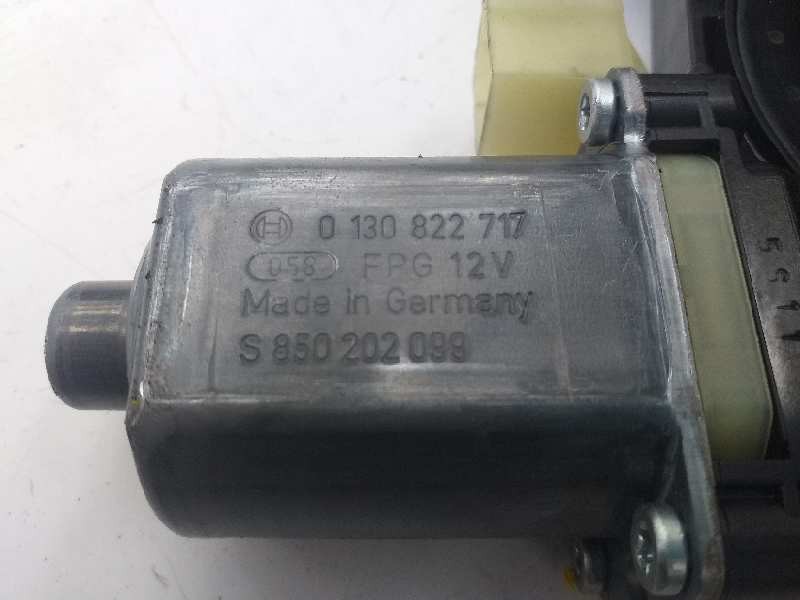 0 130 822 717
058 FPG 12V
Made in Germany
S 850 202 099